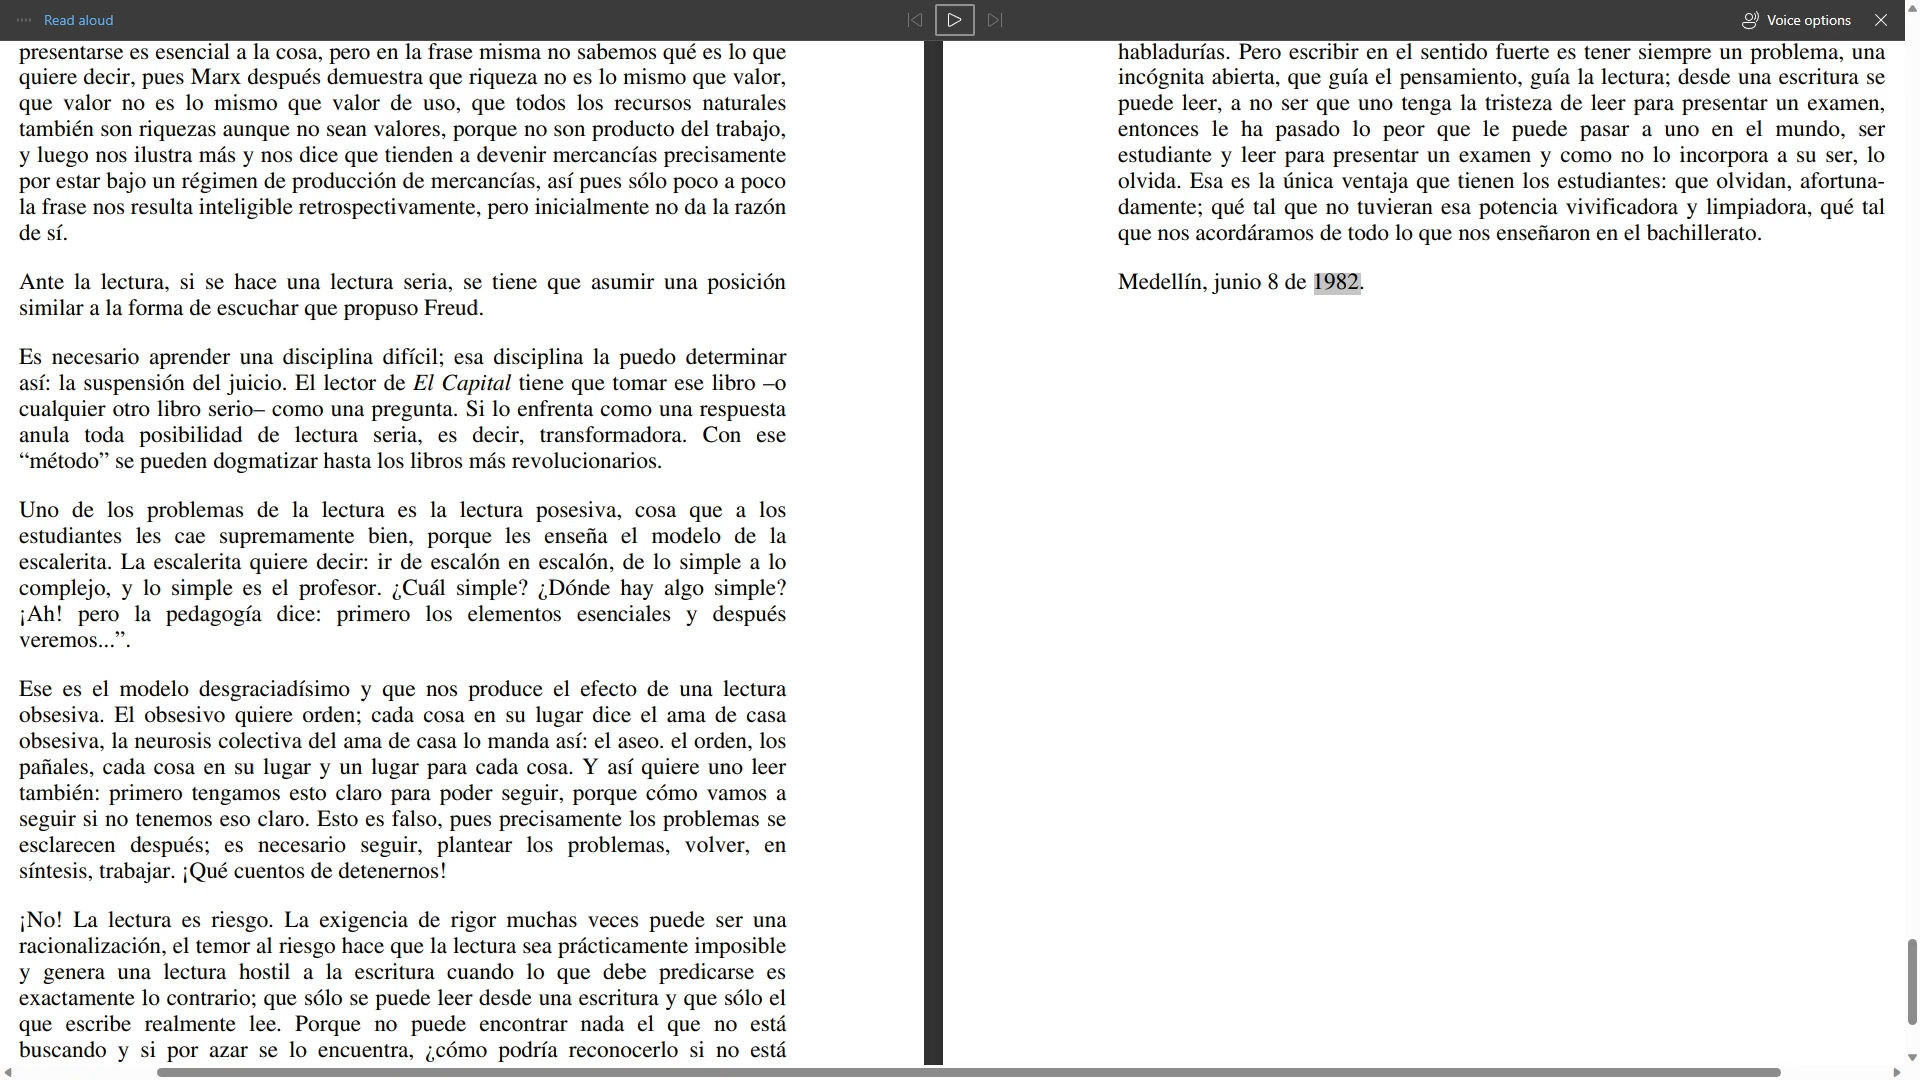 Read aloud
Voice options
presentarse es esencial a la cosa, pero en la frase misma no sabemos qué es lo que
quiere decir, pues Marx después demuestra que riqueza no es lo mismo que valor,
que valor no es lo mismo que valor de uso, que todos los recursos naturales
también son riquezas aunque no sean valores, porque no son producto del trabajo,
y luego nos ilustra más y nos dice que tienden a devenir mercancías precisamente
por estar bajo un régimen de producción de mercancías, así pues sólo poco a poco
la frase nos resulta inteligible retrospectivamente, pero inicialmente no da la razón
de sí.
Ante la lectura, si se hace una lectura seria, se tiene que asumir una posición
similar a la forma de escuchar que propuso Freud.
Es necesario aprender una disciplina difícil; esa disciplina la puedo determinar
así: la suspensión del juicio. El lector de El Capital tiene que tomar ese libro –o
cualquier otro libro serio– como una pregunta. Si lo enfrenta como una respuesta
anula toda posibilidad de lectura seria, es decir, transformadora. Con ese
“método” se pueden dogmatizar hasta los libros más revolucionarios.
Uno de los problemas de la lectura es la lectura posesiva, cosa que a los
estudiantes les cae supremamente bien, porque les enseña el modelo de la
escalerita. La escalerita quiere decir: ir de escalón en escalón, de lo simple a lo
complejo, y lo simple es el profesor. ¿Cuál simple? ¿Dónde hay algo simple?
¡Ah! pero la pedagogía dice: primero los elementos esenciales y después
veremos...”.
Ese es el modelo desgraciadísimo y que nos produce el efecto de una lectura
obsesiva. El obsesivo quiere orden; cada cosa en su lugar dice el ama de casa
obsesiva, la neurosis colectiva del ama de casa lo manda así: el aseo. el orden, los
pañales, cada cosa en su lugar y un lugar para cada cosa. Y así quiere uno leer
también: primero tengamos esto claro para poder seguir, porque cómo vamos a
seguir si no tenemos eso claro. Esto es falso, pues precisamente los problemas se
esclarecen después; es necesario seguir, plantear los problemas, volver, en
síntesis, trabajar. ¡Qué cuentos de detenernos!
¡No! La lectura es riesgo. La exigencia de rigor muchas veces puede ser una
racionalización, el temor al riesgo hace que la lectura sea prácticamente imposible
y genera una lectura hostil a la escritura cuando lo que debe predicarse es
exactamente lo contrario; que sólo se puede leer desde una escritura y que sólo el
que escribe realmente lee. Porque no puede encontrar nada el que no está
buscando y si por azar se lo encuentra, ¿cómo podría reconocerlo si no está
habladurías. Pero escribir en el sentido fuerte es tener siempre un problema, una
incógnita abierta, que guía el pensamiento, guía la lectura; desde una escritura se
puede leer, a no ser que uno tenga la tristeza de leer para presentar un examen,
entonces le ha pasado lo peor que le puede pasar a uno en el mundo, ser
estudiante y leer para presentar un examen y como no lo incorpora a su ser, lo
olvida. Esa es la única ventaja que tienen los estudiantes: que olvidan, afortuna-
damente; qué tal que no tuvieran esa potencia vivificadora y limpiadora, qué tal
que nos acordáramos de todo lo que nos enseñaron en el bachillerato.
Medellín, junio 8 de 1982.